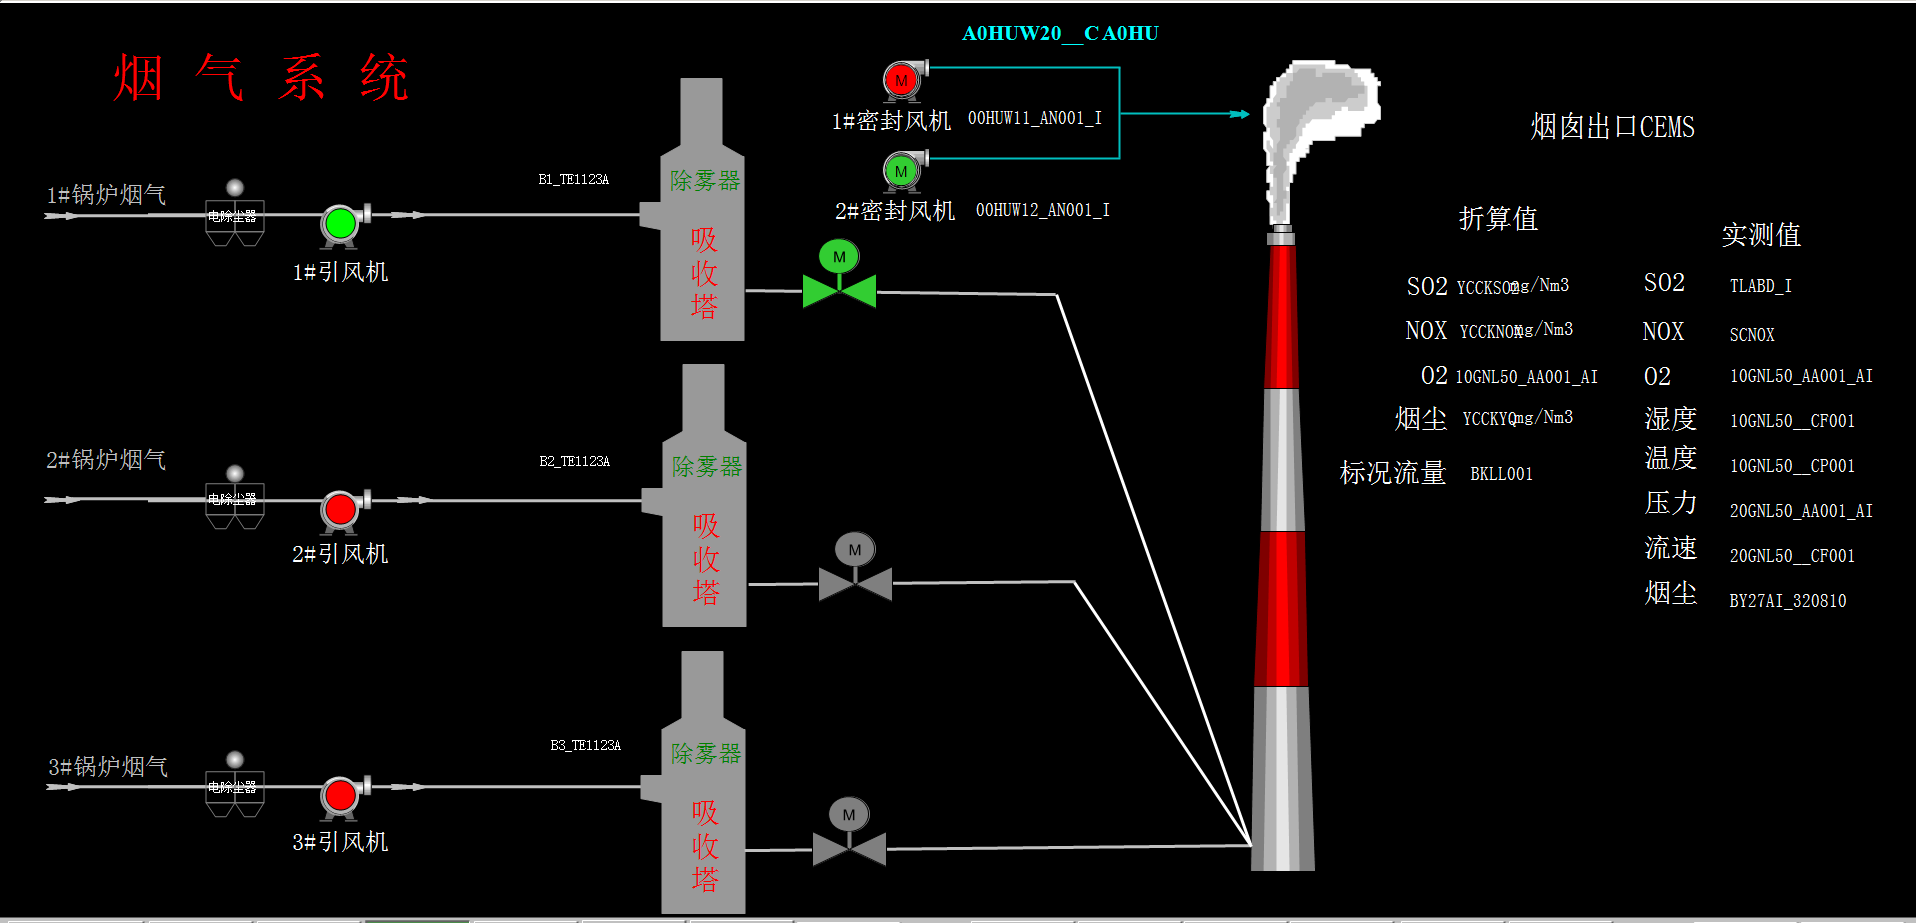 A0HUW20__CA0HU
烟气系统
M
1#密封风机 00HUW11_AN001_I
M
2#密封风机 00HUW12_AN001_I
烟囱出口CEMS
1#锅炉烟气
电除尘器
1#引风机
B1_TE1123A
除雾器
吸
收
塔
M
2#锅炉烟气
电除尘器
2#引风机
B2_TE1123A
除雾器
吸
收
塔
M
3#锅炉烟气
电除尘器
3#引风机
B3_TE1123A
除雾器
吸
收
塔
M
折算值
SO2 YCCKSO2mg/Nm3
NOX YCCKNOXmg/Nm3
O2 10GNL50_AA001_AI
烟尘 YCCKYCmg/Nm3
标况流量 BKLL001
实测值
SO2 TLABD_I
NOX SCNOX
O2 10GNL50_AA001_AI
湿度 10GNL50__CF001
温度 10GNL50__CP001
压力 20GNL50_AA001_AI
流速 20GNL50__CF001
烟尘 BY27AI_320810